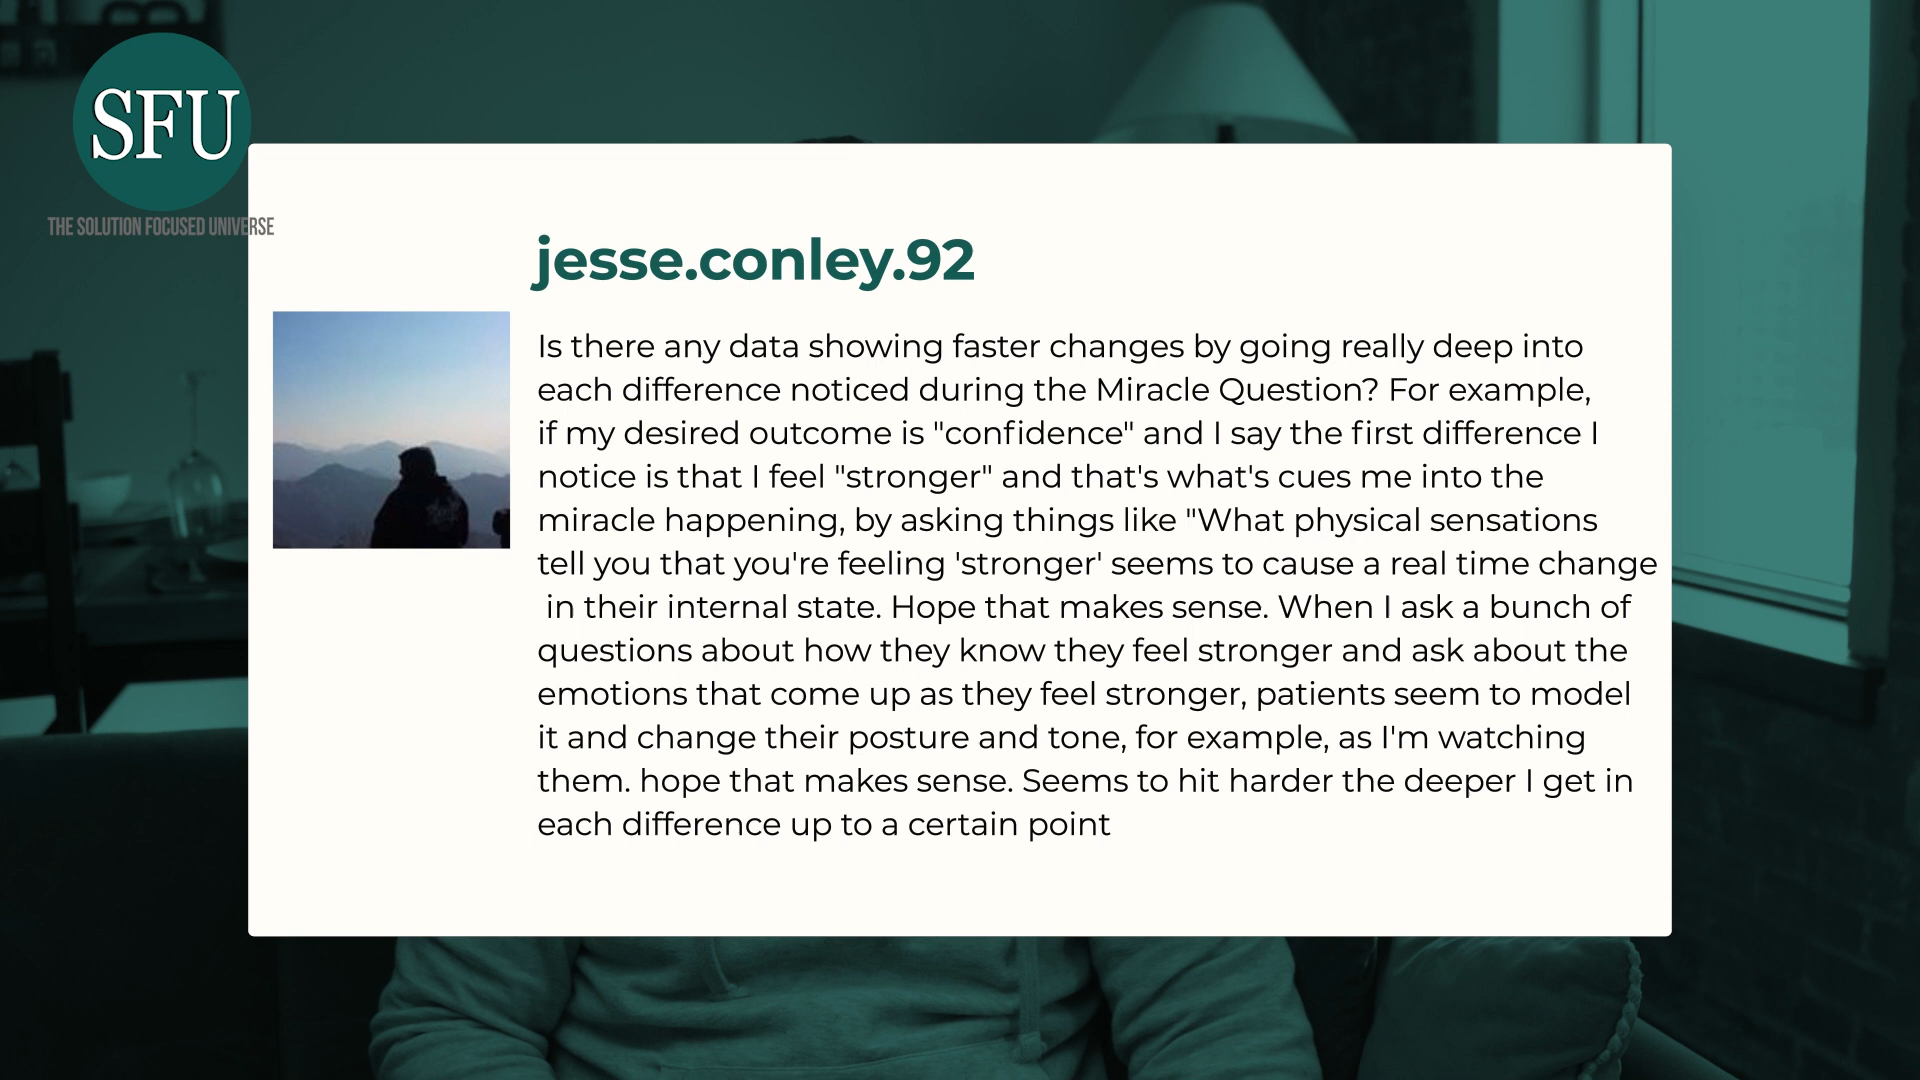 SFU
THE SOLUTION FOCUSED UNIVERSE
jesse.conley.92
Is there any data showing faster changes by going really deep into
each difference noticed during the Miracle Question? For example,
if my desired outcome is "confidence" and I say the first difference I
notice is that I feel "stronger" and that's what's cues me into the
miracle happening, by asking things like "What physical sensations
tell you that you're feeling 'stronger' seems to cause a real time change
in their internal state. Hope that makes sense. When I ask a bunch of
questions about how they know they feel stronger and ask about the
emotions that come up as they feel stronger, patients seem to model
it and change their posture and tone, for example, as I'm watching
them. hope that makes sense. Seems to hit harder the deeper I get in
each difference up to a certain point